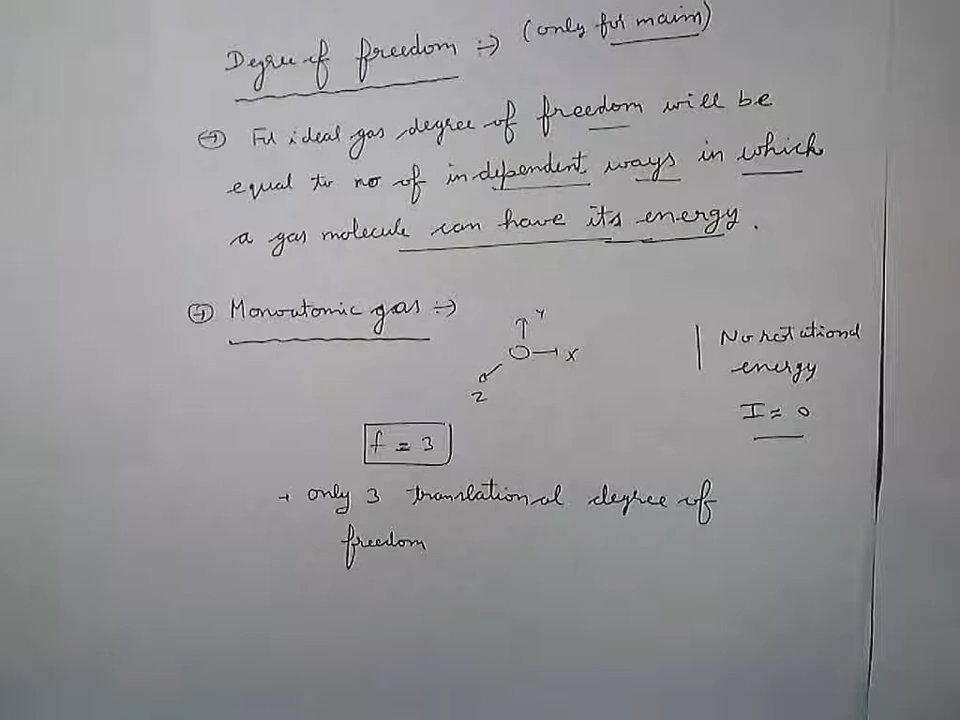 Degree of freedom :→ (only for maim)
→ For ideal gas degree of freedom will be
equal to no of independent ways in which
a gas molecule can have its energy.
→ Monoatomic gas :→
Y
X
Z
No rotational
energy
I ≈ 0
f = 3
→ only 3 translational degree of
freedom